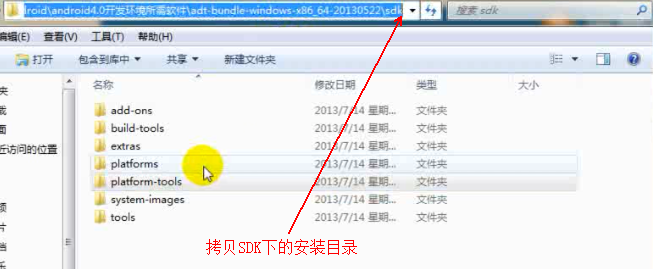 lroid\android4.0开发环境所需软件\adt-bundle-windows-x86_64-20130522\sdk
搜索 sdk
编辑(E) 查看(V) 工具(T) 帮助(H)
打开 包含到库中 共享 新建文件夹
名称 修改日期 类型 大小
add-ons 2013/7/14 星期... 文件夹
build-tools 2013/7/14 星期... 文件夹
extras 2013/7/14 星期... 文件夹
近访问的位置
platforms 2013/7/14 星期... 文件夹
platform-tools 2013/7/14 星期... 文件夹
system-images 2013/7/14 星期... 文件夹
tools 2013/7/14 星期... 文件夹
拷贝SDK下的安装目录